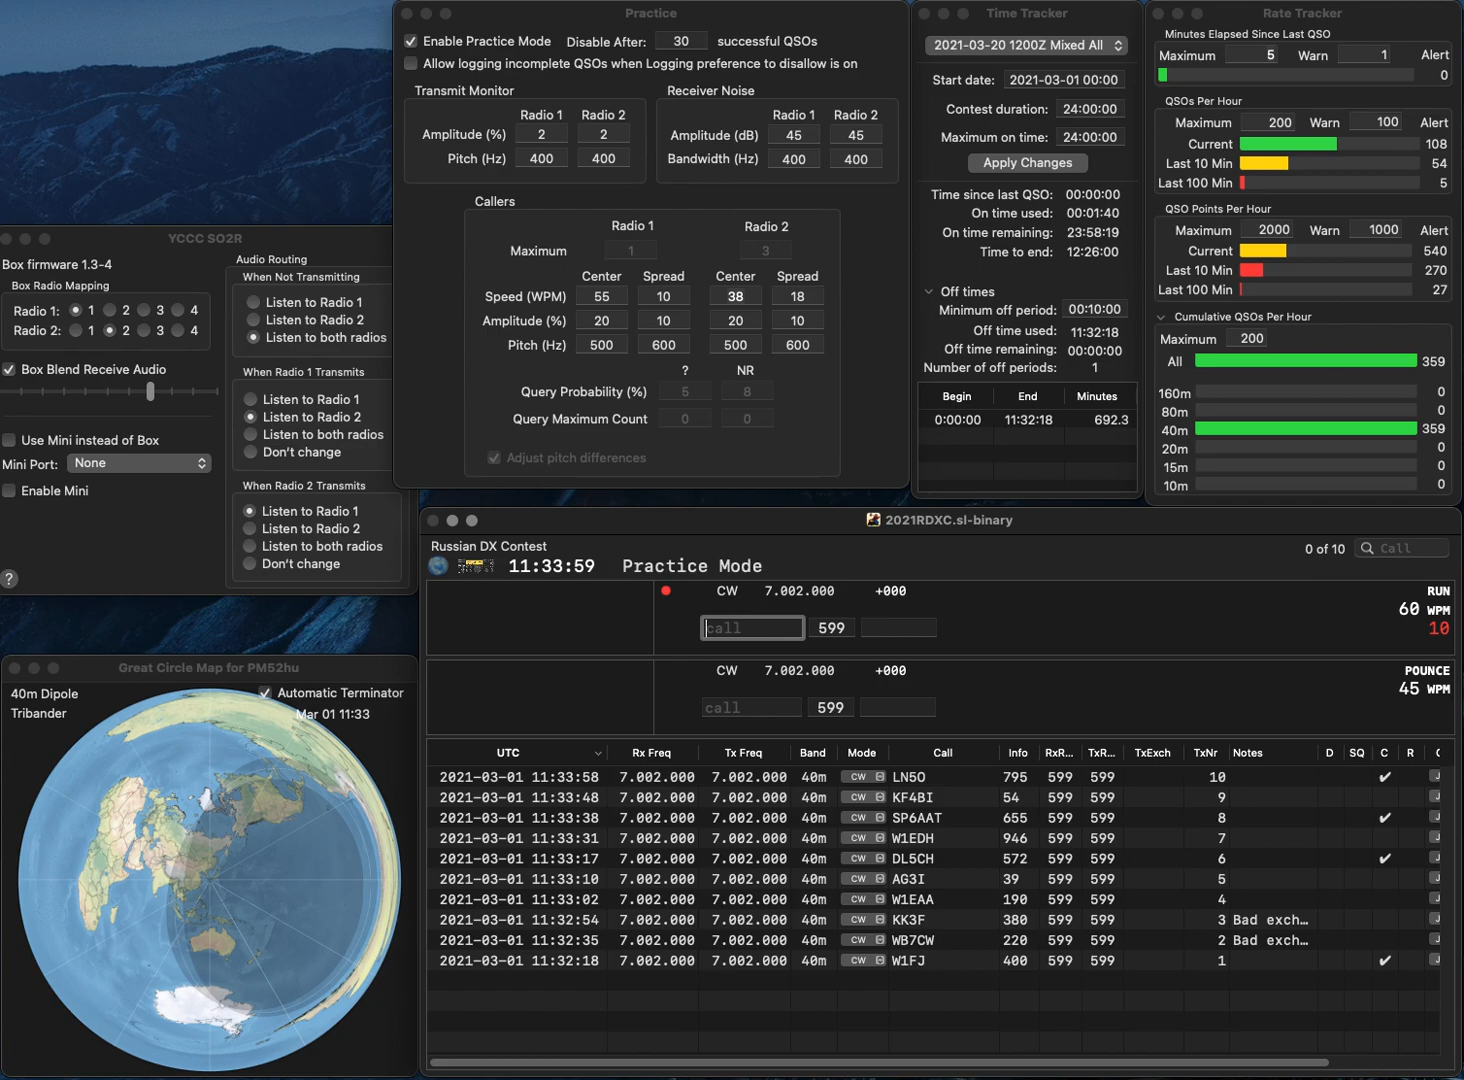 Practice
Enable Practice Mode Disable After: 30 successful QSOs
Allow logging incomplete QSOs when Logging preference to disallow is on
Transmit Monitor
Radio 1 Radio 2
Amplitude (%) 2 2
Pitch (Hz) 400 400
Receiver Noise
Radio 1 Radio 2
Amplitude (dB) 45 45
Bandwidth (Hz) 400 400
Callers
Radio 1 Radio 2
Maximum 1 3
Center Spread Center Spread
Speed (WPM) 55 10 38 18
Amplitude (%) 20 10 20 10
Pitch (Hz) 500 600 500 600
? NR
Query Probability (%) 5 8
Query Maximum Count 0 0
Adjust pitch differences
Time Tracker
2021-03-20 1200Z Mixed All
Start date: 2021-03-01 00:00
Contest duration: 24:00:00
Maximum on time: 24:00:00
Apply Changes
Time since last QSO: 00:00:00
On time used: 00:01:40
On time remaining: 23:58:19
Time to end: 12:26:00
Off times
Minimum off period: 00:10:00
Off time used: 11:32:18
Off time remaining: 00:00:00
Number of off periods: 1
Begin End Minutes
0:00:00 11:32:18 692.3
Rate Tracker
Minutes Elapsed Since Last QSO
Maximum 5 Warn 1 Alert
0
QSOs Per Hour
Maximum 200 Warn 100 Alert
Current 108
Last 10 Min 54
Last 100 Min 5
QSO Points Per Hour
Maximum 2000 Warn 1000 Alert
Current 540
Last 10 Min 270
Last 100 Min 27
Cumulative QSOs Per Hour
Maximum 200
All 359
160m 0
80m 0
40m 359
20m 0
15m 0
10m 0
YCCC SO2R
Box firmware 1.3-4
Box Radio Mapping
Radio 1: 1 2 3 4
Radio 2: 1 2 3 4
Box Blend Receive Audio
Use Mini instead of Box
Mini Port: None
Enable Mini
?
Audio Routing
When Not Transmitting
Listen to Radio 1
Listen to Radio 2
Listen to both radios
When Radio 1 Transmits
Listen to Radio 1
Listen to Radio 2
Listen to both radios
Don't change
When Radio 2 Transmits
Listen to Radio 1
Listen to Radio 2
Listen to both radios
Don't change
Great Circle Map for PM52hu
40m Dipole Automatic Terminator
Tribander Mar 01 11:33
2021RDXC.sl-binary
Russian DX Contest 0 of 10 Call
11:33:59 Practice Mode
CW 7.002.000 +000 RUN
60 WPM
call 599 10
CW 7.002.000 +000 POUNCE
45 WPM
call 599
UTC Rx Freq Tx Freq Band Mode Call Info RxR... TxR... TxExch TxNr Notes D SQ C R
2021-03-01 11:33:58 7.002.000 7.002.000 40m CW LN5O 795 599 599 10 ✔
2021-03-01 11:33:48 7.002.000 7.002.000 40m CW KF4BI 54 599 599 9
2021-03-01 11:33:38 7.002.000 7.002.000 40m CW SP6AAT 655 599 599 8 ✔
2021-03-01 11:33:31 7.002.000 7.002.000 40m CW W1EDH 946 599 599 7
2021-03-01 11:33:17 7.002.000 7.002.000 40m CW DL5CH 572 599 599 6 ✔
2021-03-01 11:33:10 7.002.000 7.002.000 40m CW AG3I 39 599 599 5
2021-03-01 11:33:02 7.002.000 7.002.000 40m CW W1EAA 190 599 599 4
2021-03-01 11:32:54 7.002.000 7.002.000 40m CW KK3F 380 599 599 3 Bad exch...
2021-03-01 11:32:35 7.002.000 7.002.000 40m CW WB7CW 220 599 599 2 Bad exch...
2021-03-01 11:32:18 7.002.000 7.002.000 40m CW W1FJ 400 599 599 1 ✔